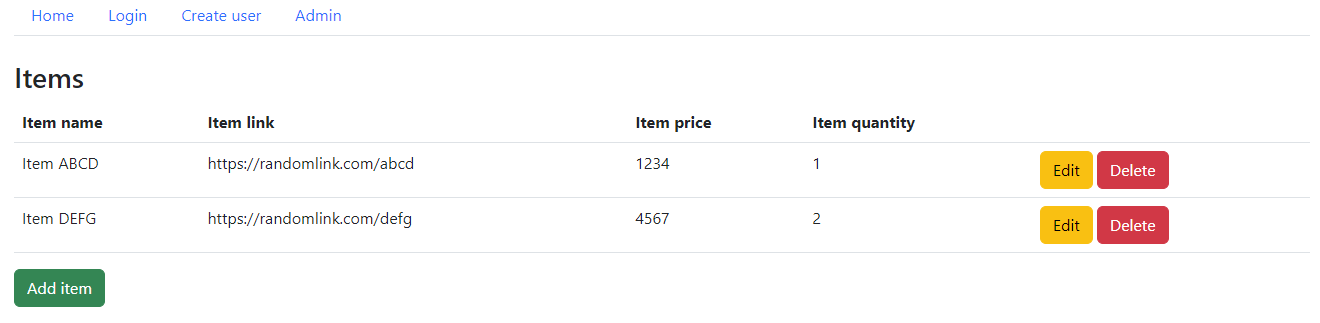 Home Login Create user Admin
Items
Item name Item link Item price Item quantity
Item ABCD https://randomlink.com/abcd 1234 1 Edit Delete
Item DEFG https://randomlink.com/defg 4567 2 Edit Delete
Add item